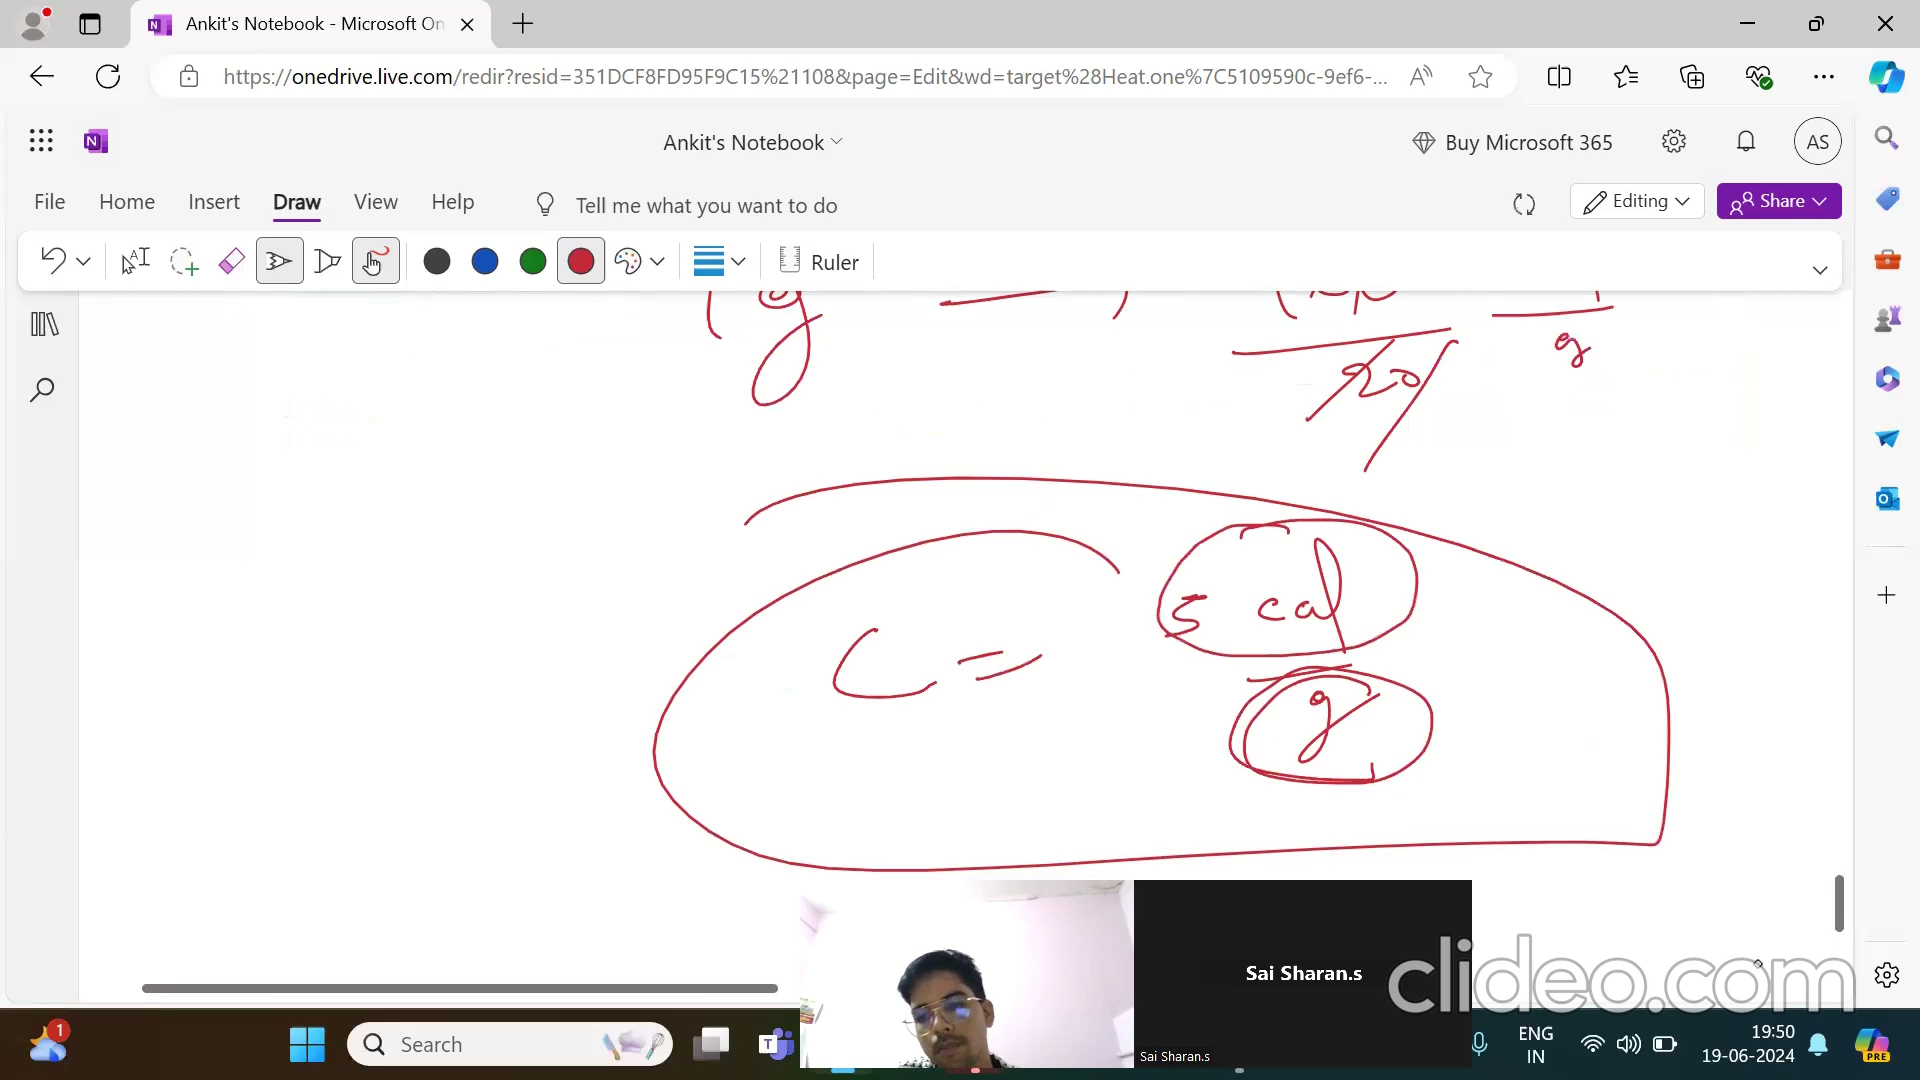 Ankit's Notebook - Microsoft On
https://onedrive.live.com/redir?resid=351DCF8FD95F9C15%21108&page=Edit&wd=target%28Heat.one%7C5109590c-9ef6-...
Ankit's Notebook
Buy Microsoft 365
AS
File Home Insert Draw View Help Tell me what you want to do
Editing
Share
Ruler
g
20
g
C = 5 cal
g
Sai Sharan.s
Sai Sharan.s
clideo.com
1
Search
ENG
IN
19:50
19-06-2024
PRE